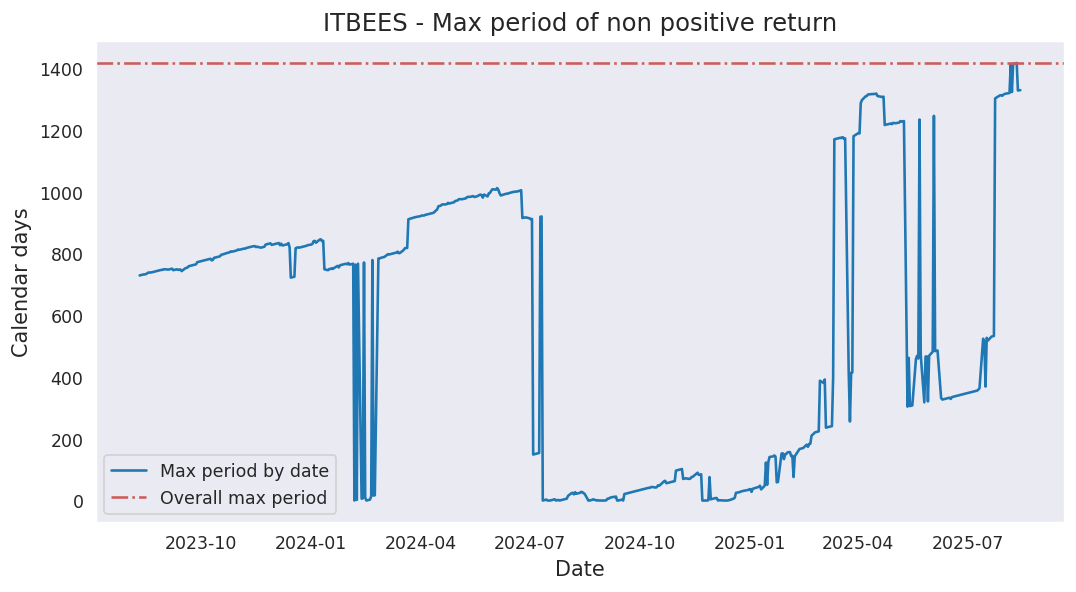 ITBEES - Max period of non positive return
Calendar days
1400
1200
1000
800
600
400
200
0
Max period by date
Overall max period
2023-10 2024-01 2024-04 2024-07 2024-10 2025-01 2025-04 2025-07
Date